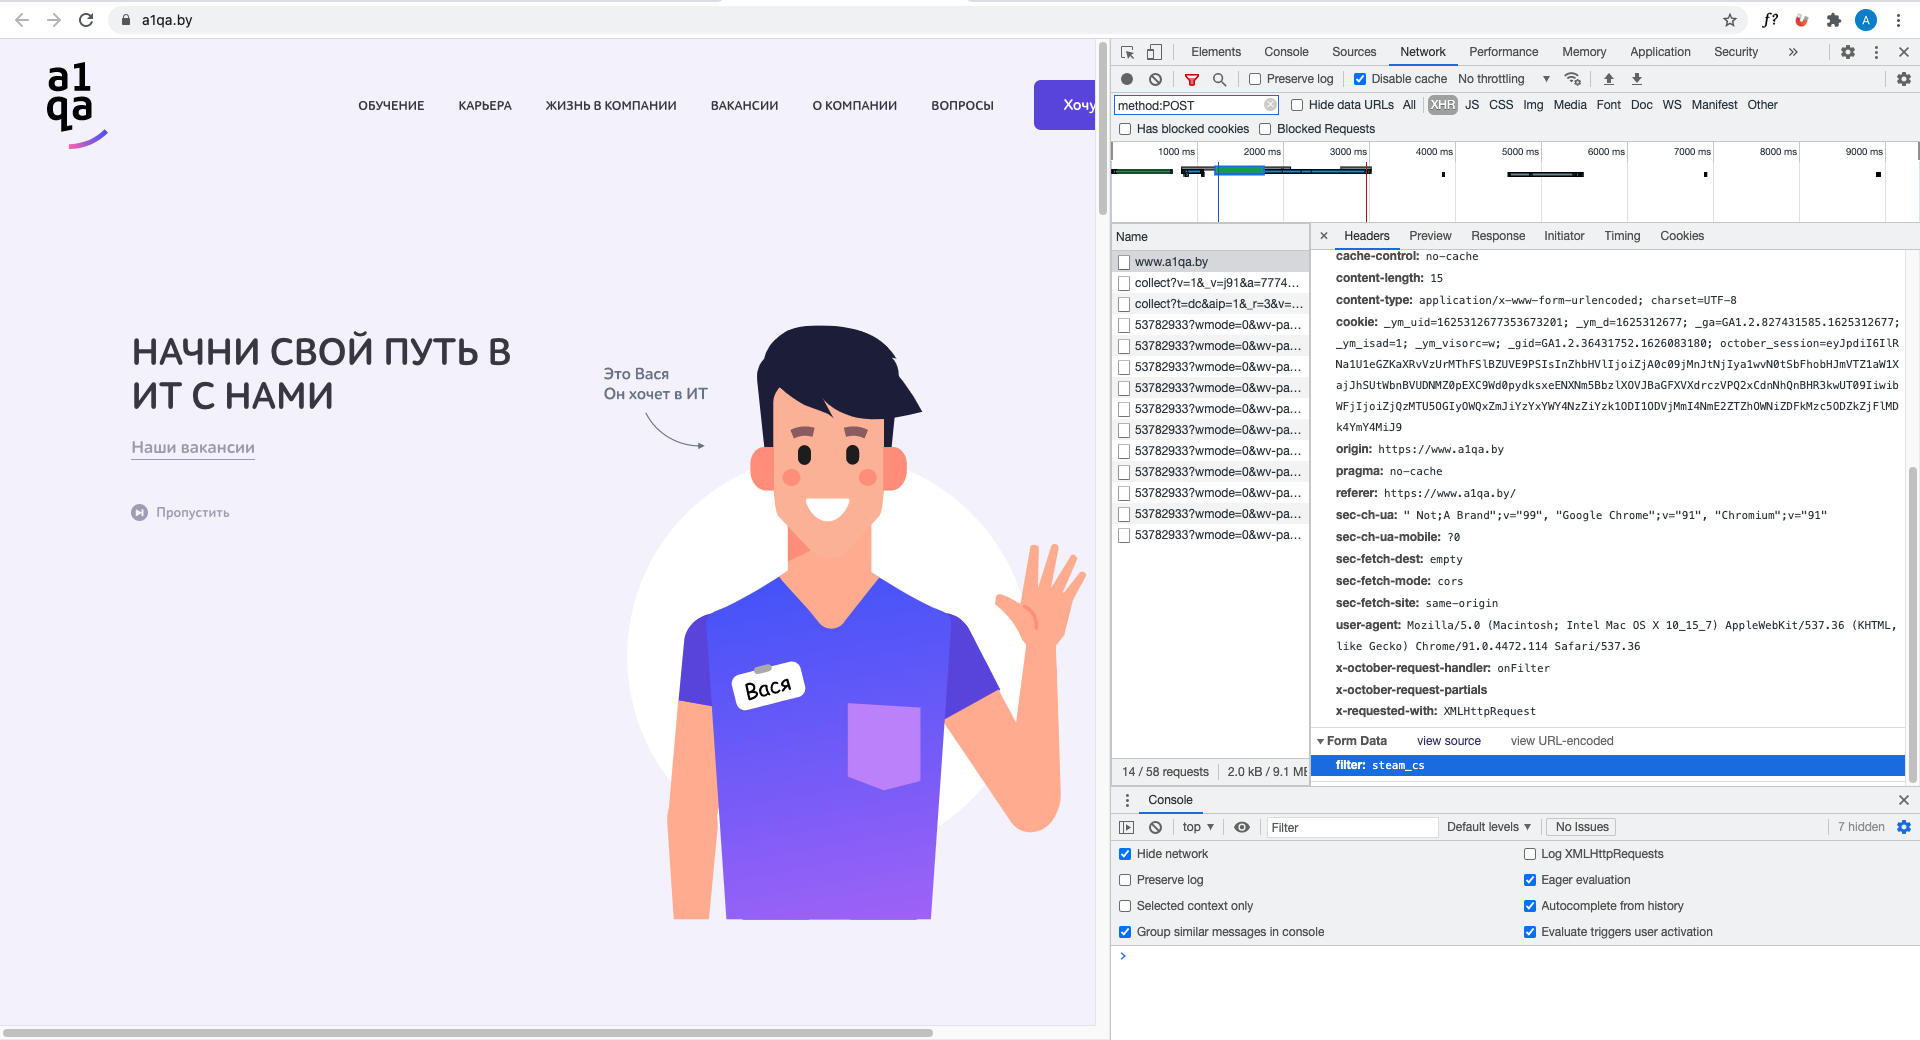 a1qa.by
f?
A
a1
qa
ОБУЧЕНИЕ
КАРЬЕРА
ЖИЗНЬ В КОМПАНИИ
ВАКАНСИИ
О КОМПАНИИ
ВОПРОСЫ
Хочу
НАЧНИ СВОЙ ПУТЬ В
ИТ С НАМИ
Наши вакансии
Пропустить
Это Вася
Он хочет в ИТ
Вася
Elements Console Sources Network Performance Memory Application Security »
Preserve log Disable cache No throttling
method:POST Hide data URLs All XHR JS CSS Img Media Font Doc WS Manifest Other
Has blocked cookies Blocked Requests
1000 ms 2000 ms 3000 ms 4000 ms 5000 ms 6000 ms 7000 ms 8000 ms 9000 ms
Name
www.a1qa.by
collect?v=1&_v=j91&a=7774...
collect?t=dc&aip=1&_r=3&v=...
53782933?wmode=0&wv-pa...
53782933?wmode=0&wv-pa...
53782933?wmode=0&wv-pa...
53782933?wmode=0&wv-pa...
53782933?wmode=0&wv-pa...
53782933?wmode=0&wv-pa...
53782933?wmode=0&wv-pa...
53782933?wmode=0&wv-pa...
53782933?wmode=0&wv-pa...
53782933?wmode=0&wv-pa...
53782933?wmode=0&wv-pa...
14 / 58 requests 2.0 kB / 9.1 ME
Headers Preview Response Initiator Timing Cookies
cache-control: no-cache
content-length: 15
content-type: application/x-www-form-urlencoded; charset=UTF-8
cookie: _ym_uid=1625312677353673201; _ym_d=1625312677; _ga=GA1.2.827431585.1625312677;
_ym_isad=1; _ym_visorc=w; _gid=GA1.2.36431752.1626083180; october_session=eyJpdiI6IlR
Na1U1eGZKaXRvVzUrMThFSlBZUVE9PSIsInZhbHVlIjoiZjA0c09jMnJtNjIya1wvN0tSbFhobHJmVTZ1aW1X
ajJhSUtWbnBVUDNMZ0pEXC9Wd0pydksxeENXNm5BbzlXOVJBaGFXVXdrczVPQ2xCdnNhQnBHR3kwUT09Iiwib
WFjIjoiZjQzMTU5OGIyOWQxZmJiYzYxYWY4NzZiYzk1ODI1ODVjMmI4NmE2ZTZhOWNiZDFkMzc5ODZkZjFlMD
k4YmY4MiJ9
origin: https://www.a1qa.by
pragma: no-cache
referer: https://www.a1qa.by/
sec-ch-ua: " Not;A Brand";v="99", "Google Chrome";v="91", "Chromium";v="91"
sec-ch-ua-mobile: ?0
sec-fetch-dest: empty
sec-fetch-mode: cors
sec-fetch-site: same-origin
user-agent: Mozilla/5.0 (Macintosh; Intel Mac OS X 10_15_7) AppleWebKit/537.36 (KHTML,
like Gecko) Chrome/91.0.4472.114 Safari/537.36
x-october-request-handler: onFilter
x-october-request-partials
x-requested-with: XMLHttpRequest
Form Data view source view URL-encoded
filter: steam_cs
Console
top Filter Default levels No Issues 7 hidden
Hide network Log XMLHttpRequests
Preserve log Eager evaluation
Selected context only Autocomplete from history
Group similar messages in console Evaluate triggers user activation